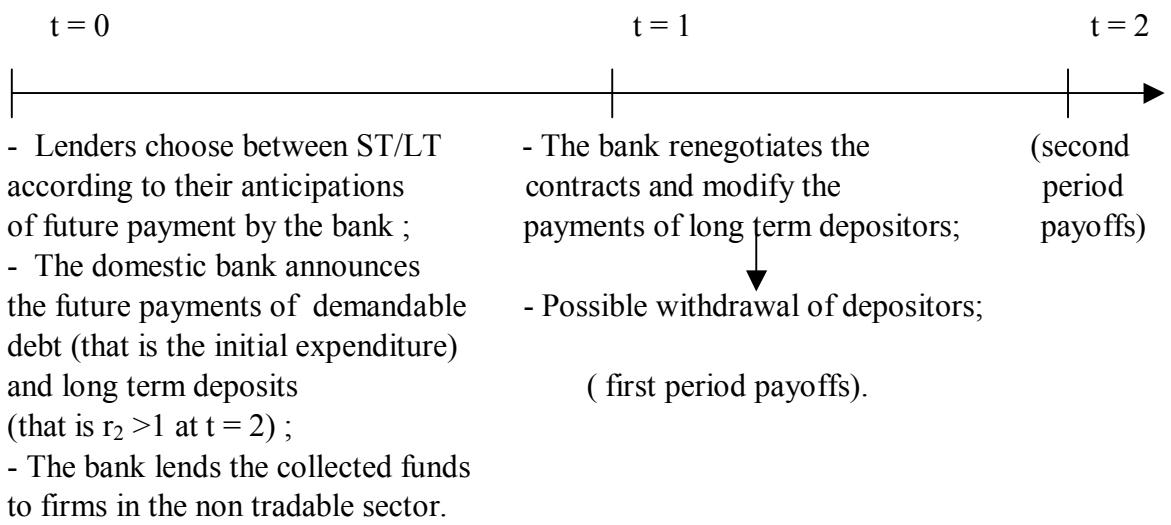 t = 0 t = 1 t = 2
- Lenders choose between ST/LT
according to their anticipations
of future payment by the bank ;
- The domestic bank announces
the future payments of demandable
debt (that is the initial expenditure)
and long term deposits
(that is r₂ >1 at t = 2) ;
- The bank lends the collected funds
to firms in the non tradable sector.
- The bank renegotiates the
contracts and modify the
payments of long term depositors;
- Possible withdrawal of depositors;
( first period payoffs).
(second
period
payoffs)